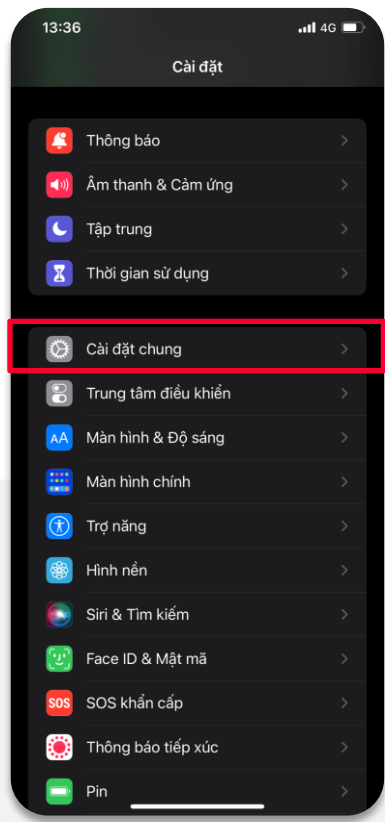 13:36
4G
Cài đặt
Thông báo
Âm thanh & Cảm ứng
Tập trung
Thời gian sử dụng
Cài đặt chung
Trung tâm điều khiển
AA
Màn hình & Độ sáng
Màn hình chính
Trợ năng
Hình nền
Siri & Tìm kiếm
Face ID & Mật mã
SOS
SOS khẩn cấp
Thông báo tiếp xúc
Pin